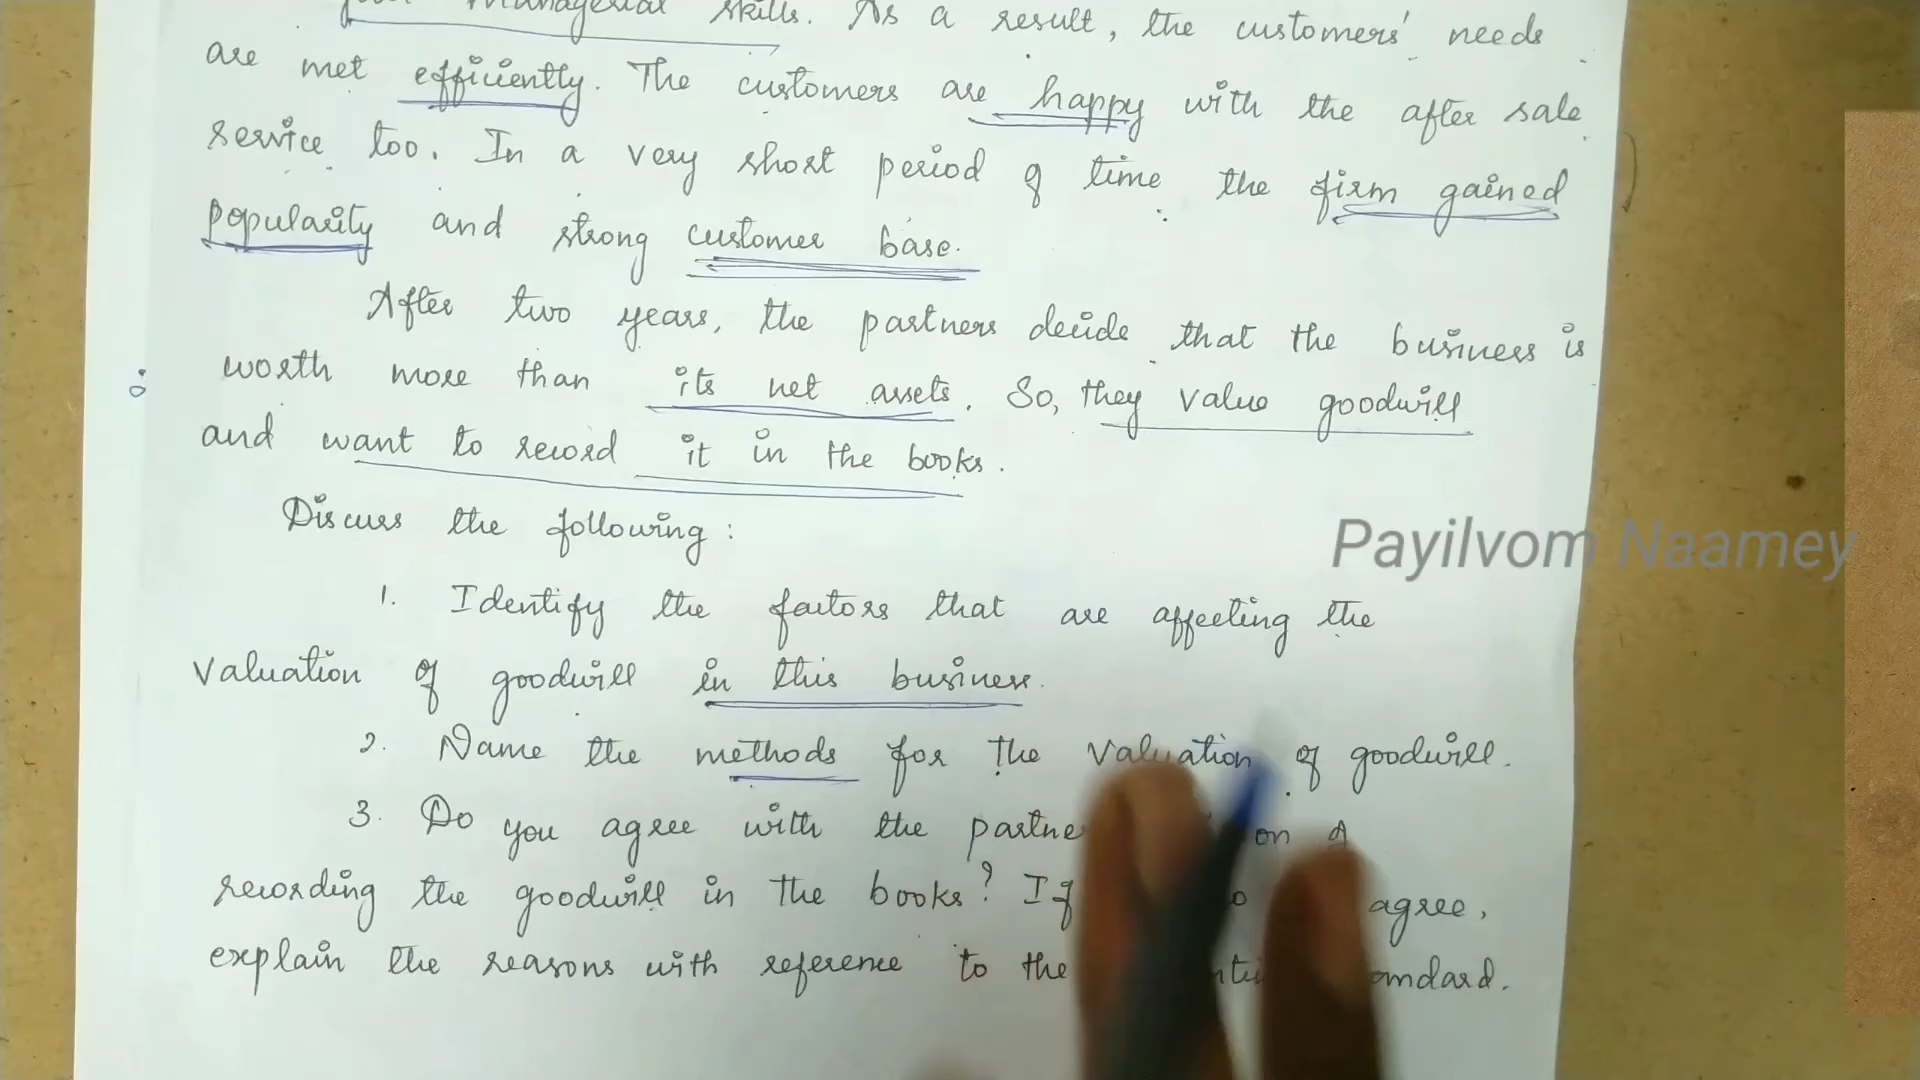 managerial skills. As a result, the customers' needs
are met efficiently. The customers are happy with the after sale
service too. In a very short period of time the firm gained
popularity and strong customer base.
After two years, the partners decide that the business is
worth more than its net assets. So, they value goodwill
and want to record it in the books.
Discuss the following:
1. Identify the factors that are affecting the
valuation of goodwill in this business.
2. Name the methods for the valuation of goodwill.
3. Do you agree with the
recording the goodwill in the books? If agree,
explain the reasons with reference to the
Payilvom Naamey